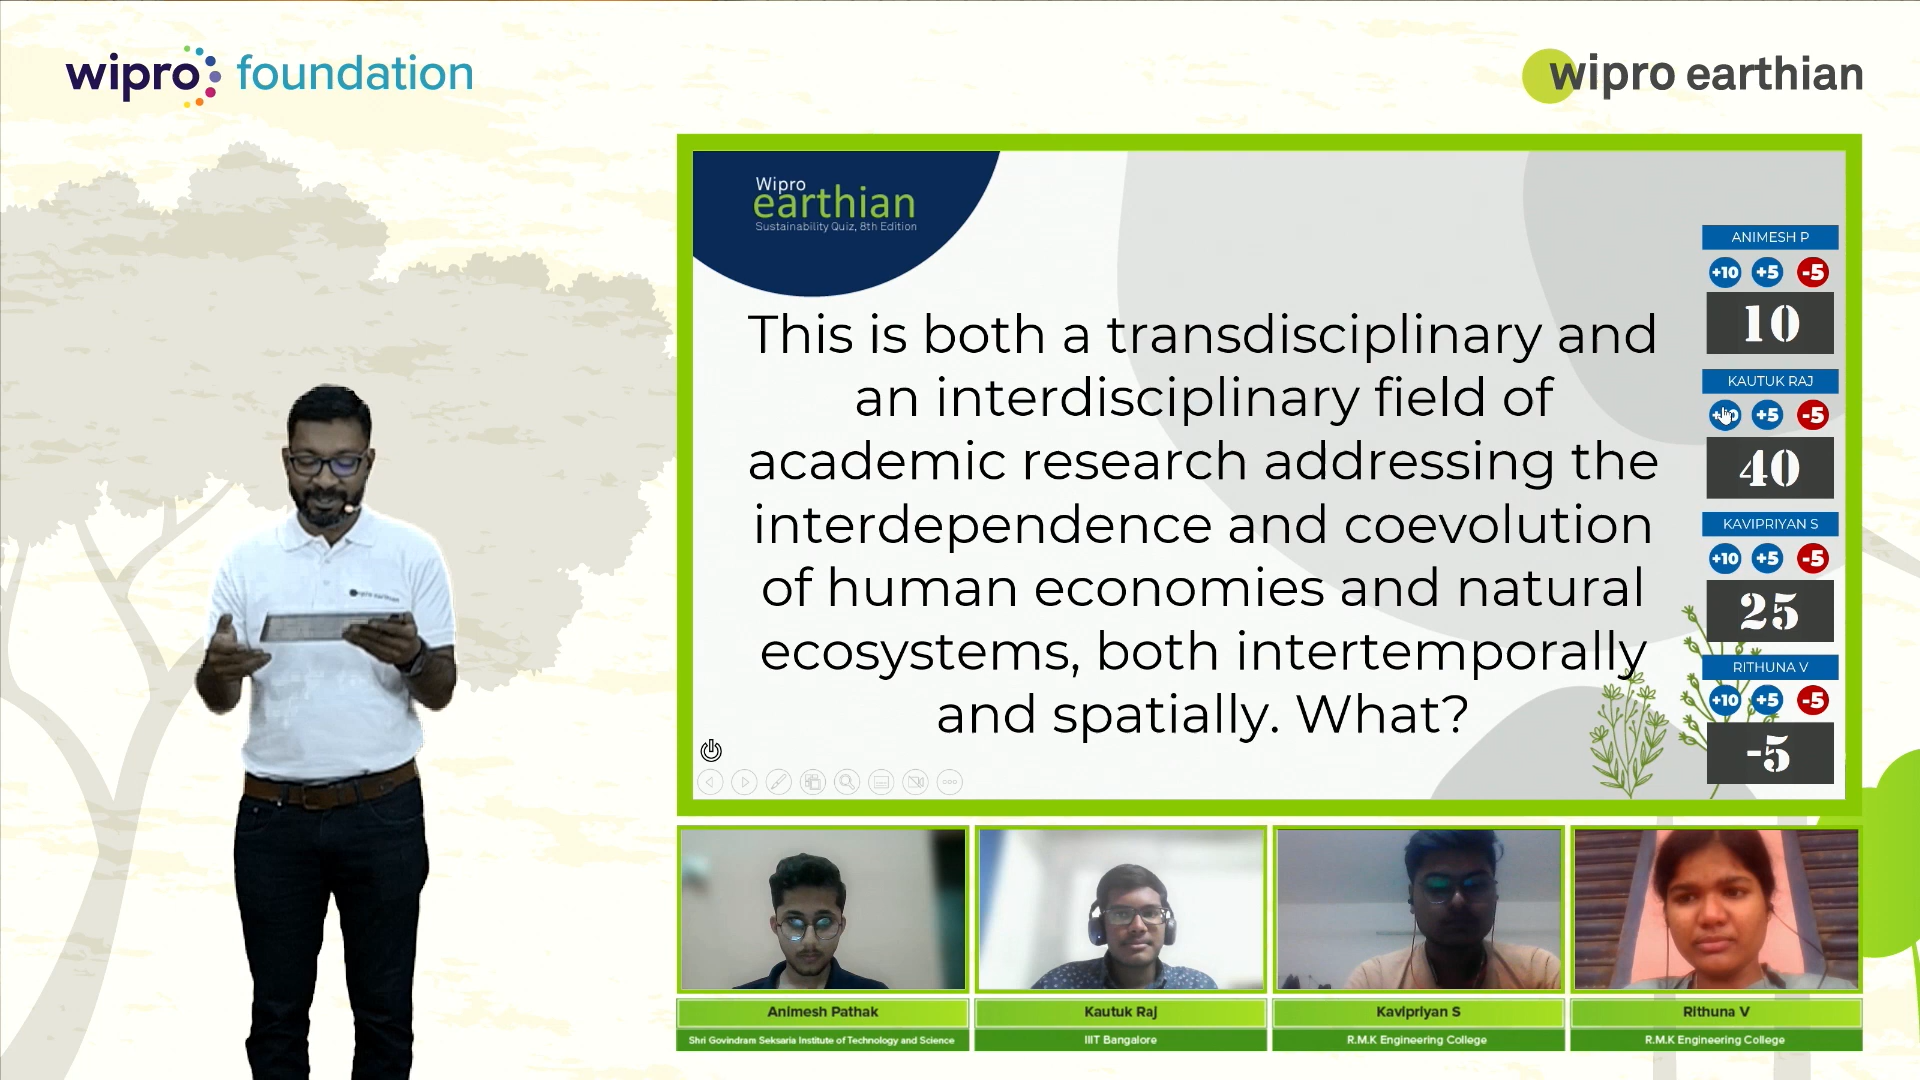 wipro foundation
wipro earthian
Wipro
earthian
Sustainability Quiz, 8th Edition
This is both a transdisciplinary and
an interdisciplinary field of
academic research addressing the
interdependence and coevolution
of human economies and natural
ecosystems, both intertemporally
and spatially. What?
ANIMESH P
+10 +5 -5
10
KAUTUK RAJ
+5 -5
40
KAVIPRIYAN S
+10 +5 -5
25
RITHUNA V
+10 +5 -5
-5
wipro earthian
Animesh Pathak
Shri Govindram Seksaria Institute of Technology and Science
Kautuk Raj
IIIT Bangalore
Kavipriyan S
R.M.K Engineering College
Rithuna V
R.M.K Engineering College